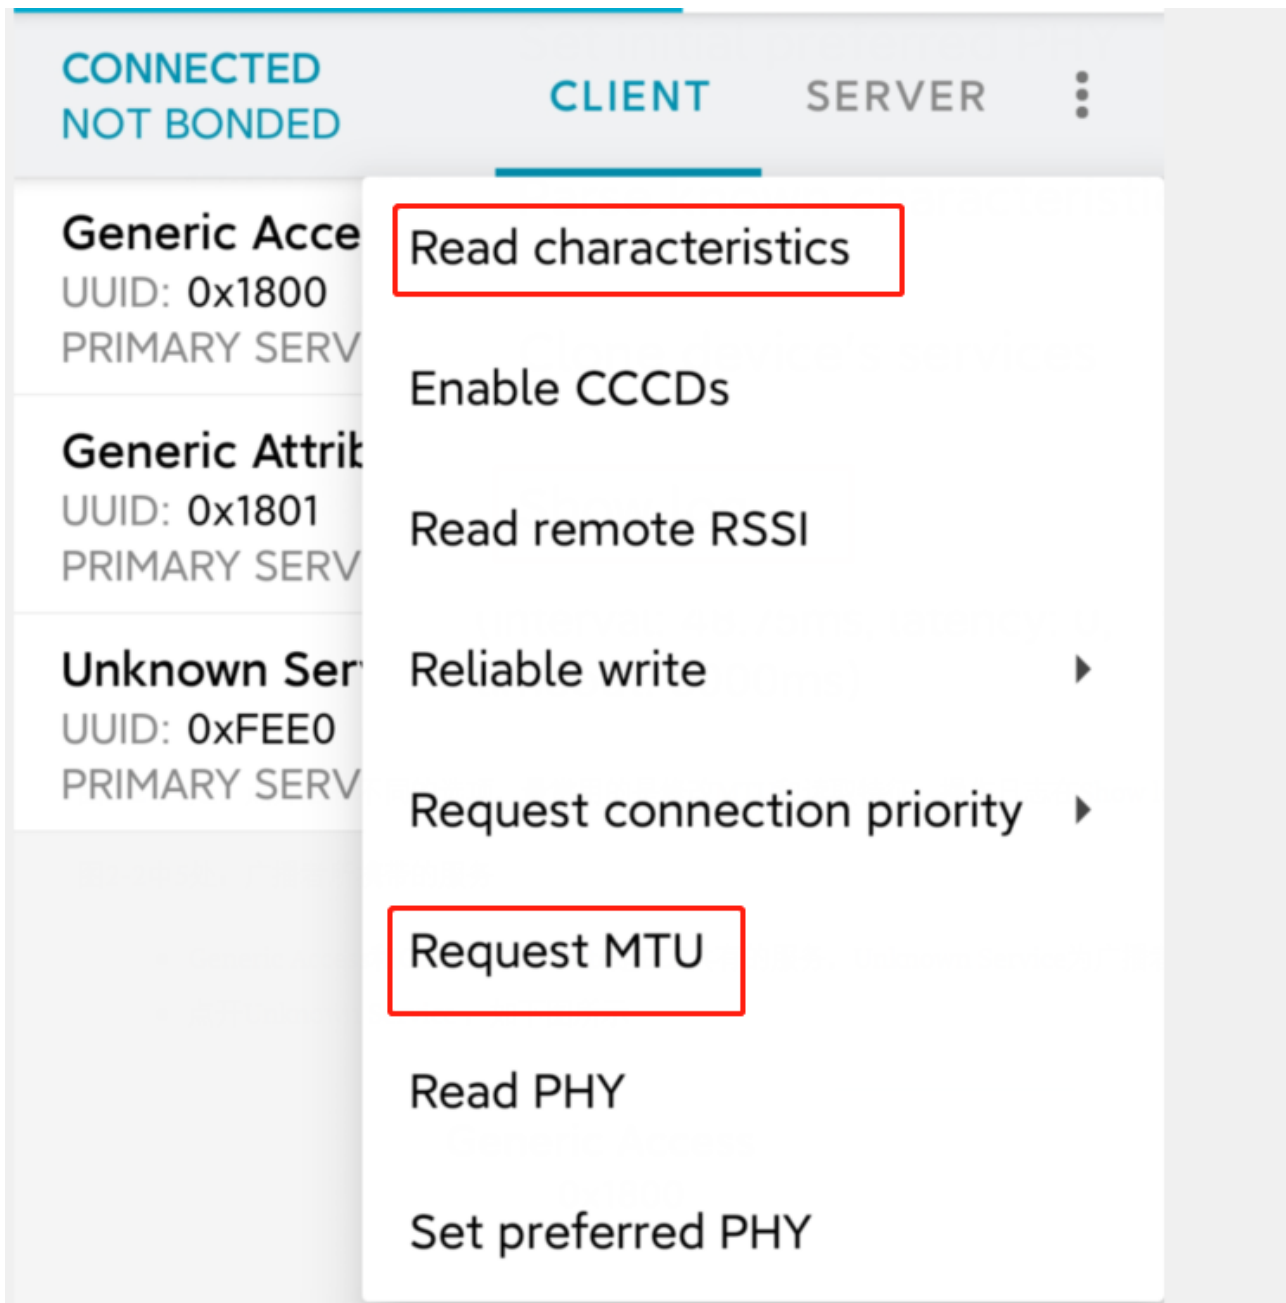 CONNECTED
NOT BONDED
CLIENT
SERVER
Generic Acce
UUID: 0x1800
PRIMARY SERV
Generic Attrib
UUID: 0x1801
PRIMARY SERV
Unknown Ser
UUID: 0xFEE0
PRIMARY SERV
Read characteristics
Enable CCCDs
Read remote RSSI
Reliable write
Request connection priority
Request MTU
Read PHY
Set preferred PHY